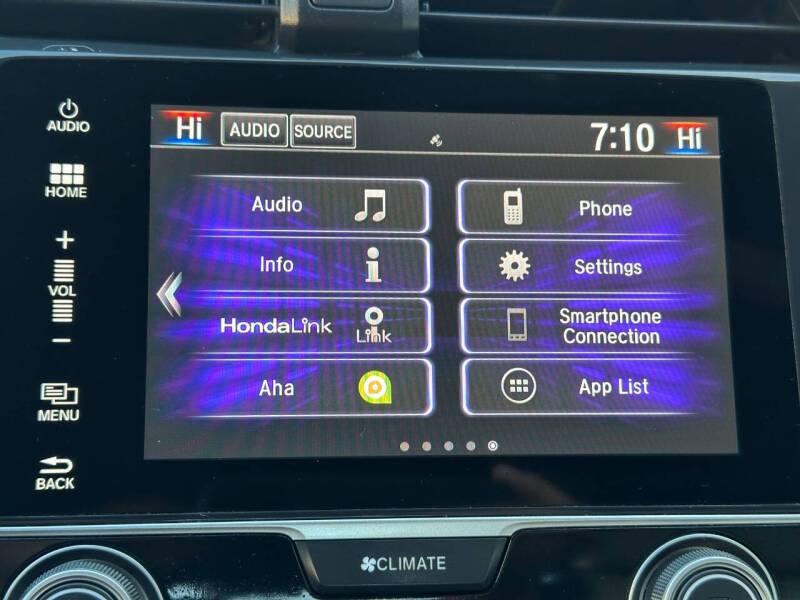 AUDIO
HOME
+
VOL
−
MENU
BACK
Hi AUDIO SOURCE 7:10 Hi
Audio
Phone
Info
Settings
HondaLink
Link
Smartphone
Connection
Aha
App List
CLIMATE